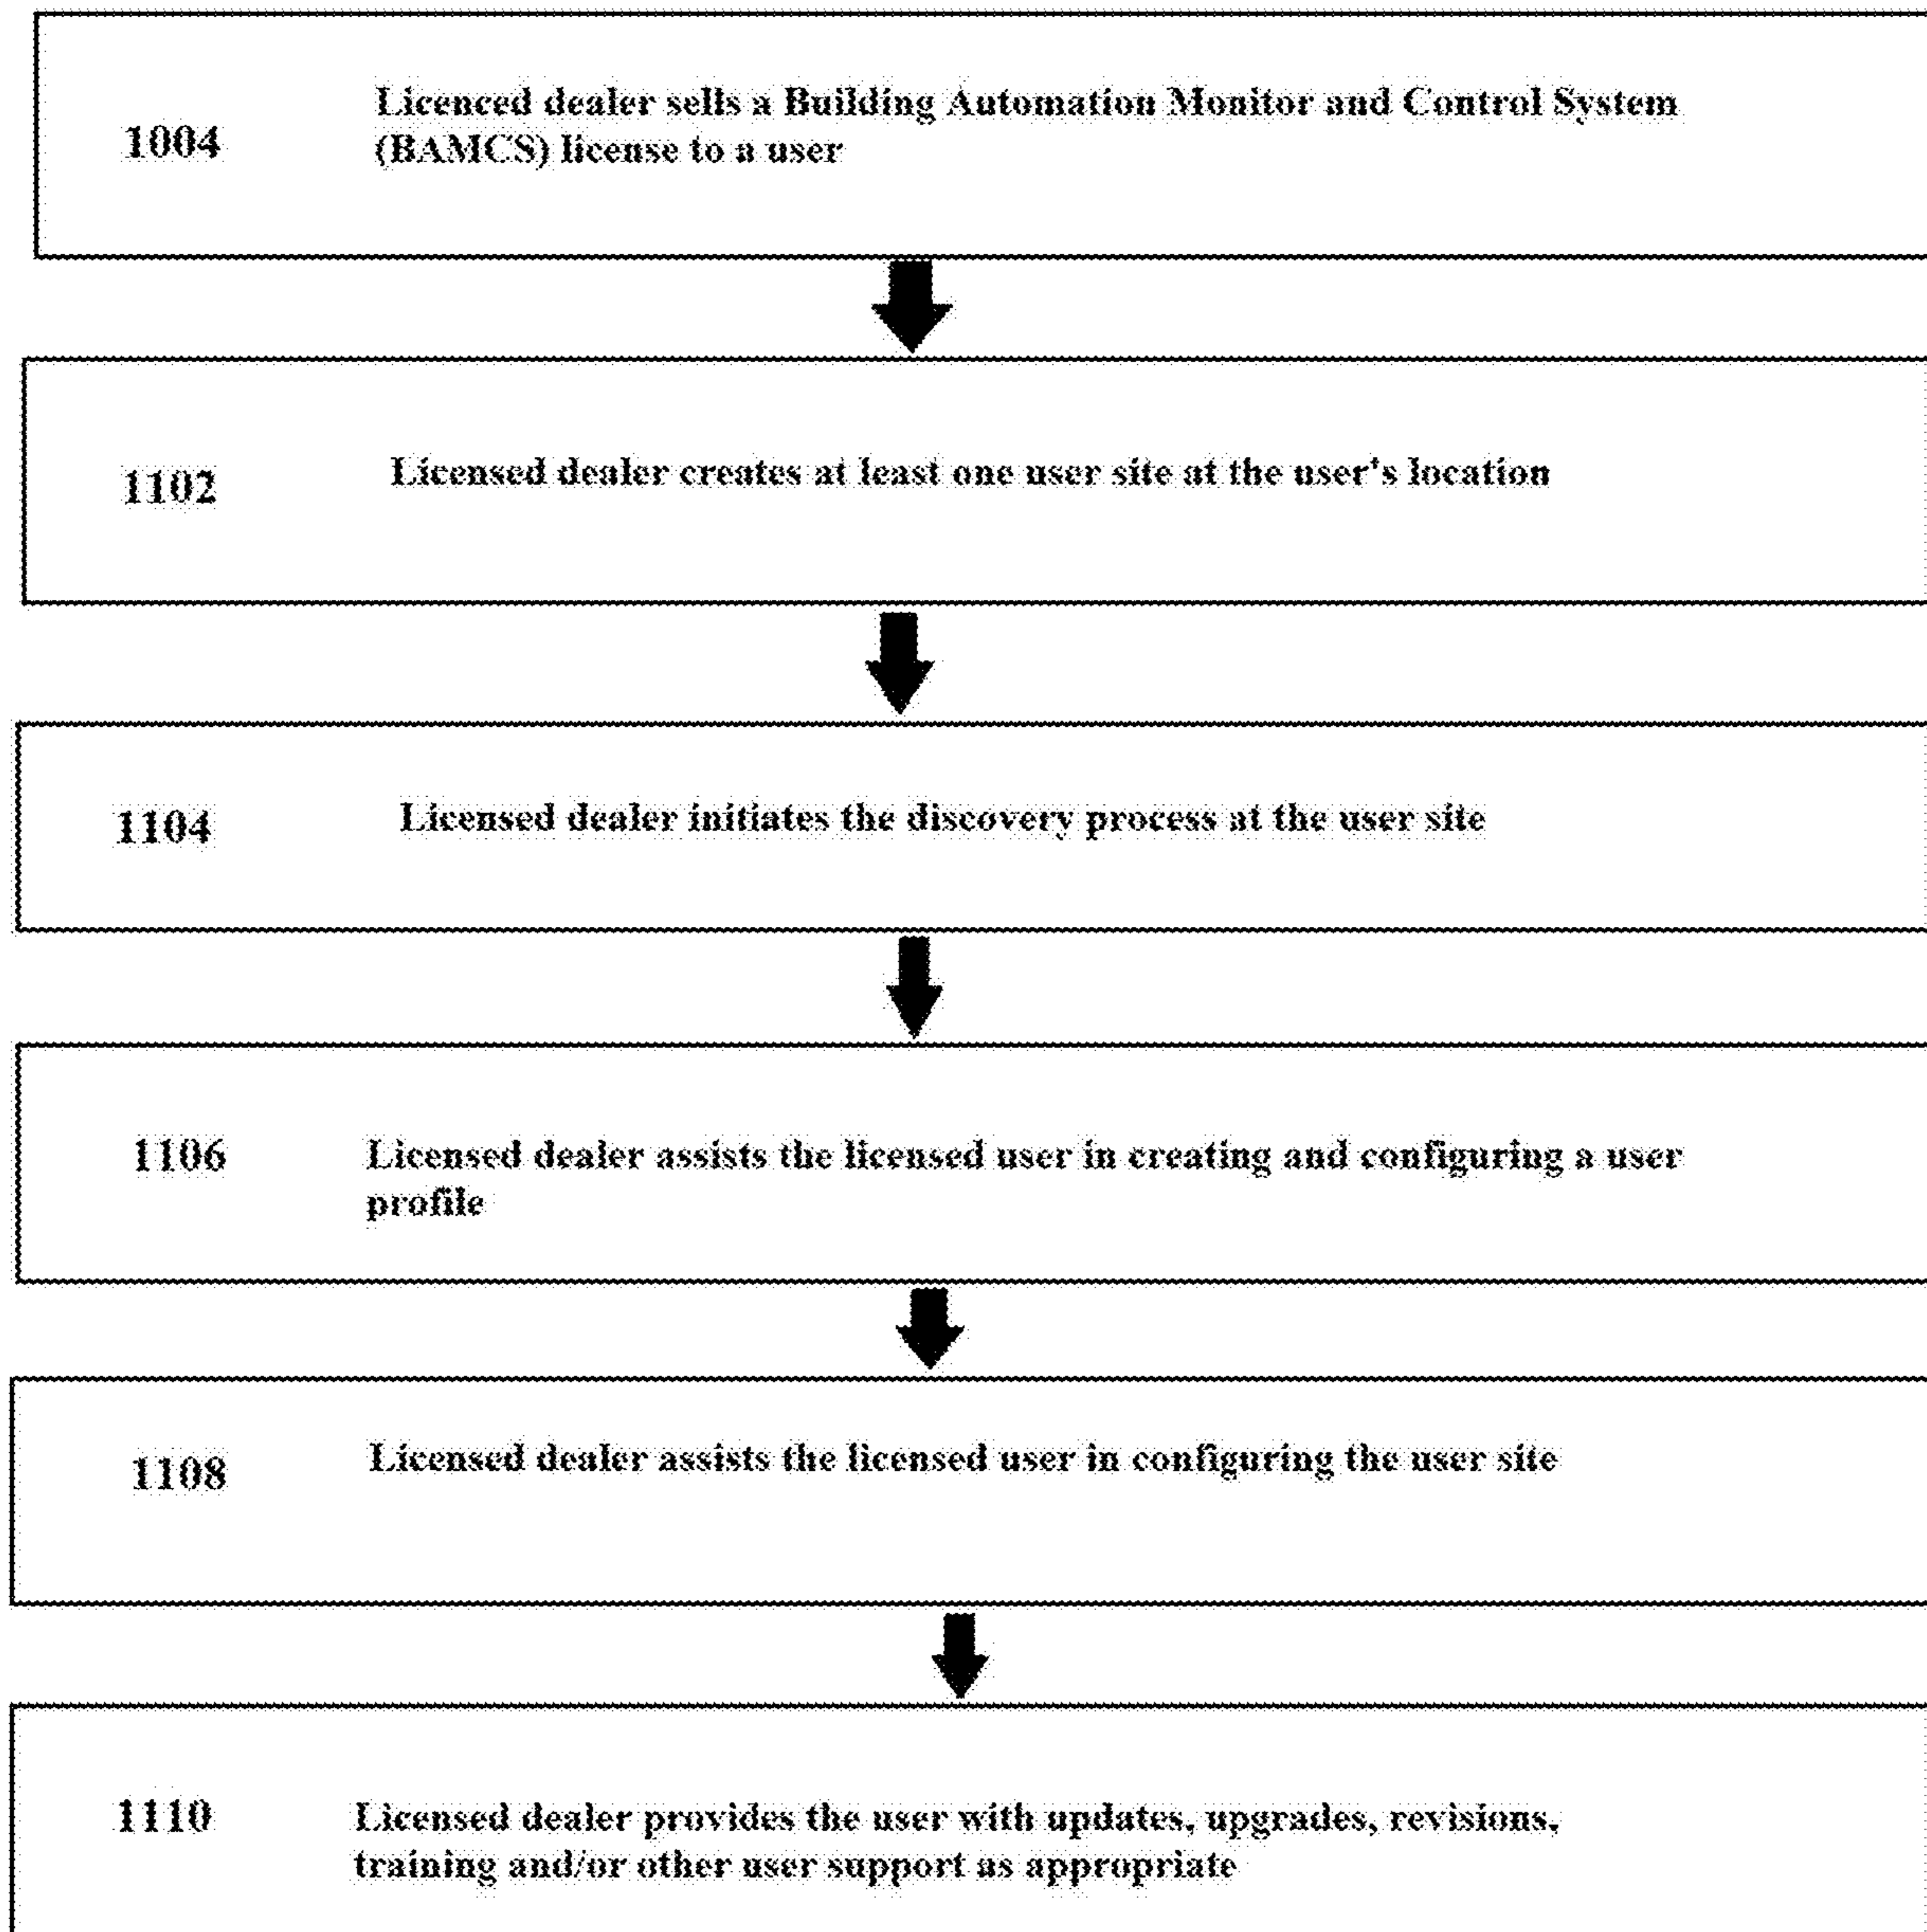 1004
Licenced dealer sells a Building Automation Monitor and Control System
(BAMCS) license to a user
1102
Licensed dealer creates at least one user site at the user's location
1104
Licensed dealer initiates the discovery process at the user site
1106
Licensed dealer assists the licensed user in creating and configuring a user
profile
1108
Licensed dealer assists the licensed user in configuring the user site
1110
Licensed dealer provides the user with updates, upgrades, revisions,
training and/or other user support as appropriate